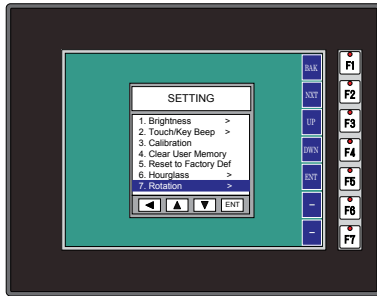 SETTING
1. Brightness >
2. Touch/Key Beep >
3. Calibration
4. Clear User Memory
5. Reset to Factory Def
6. Hourglass >
7. Rotation >
ENT
BAK
NXT
UP
DWN
ENT
–
–
F1
F2
F3
F4
F5
F6
F7